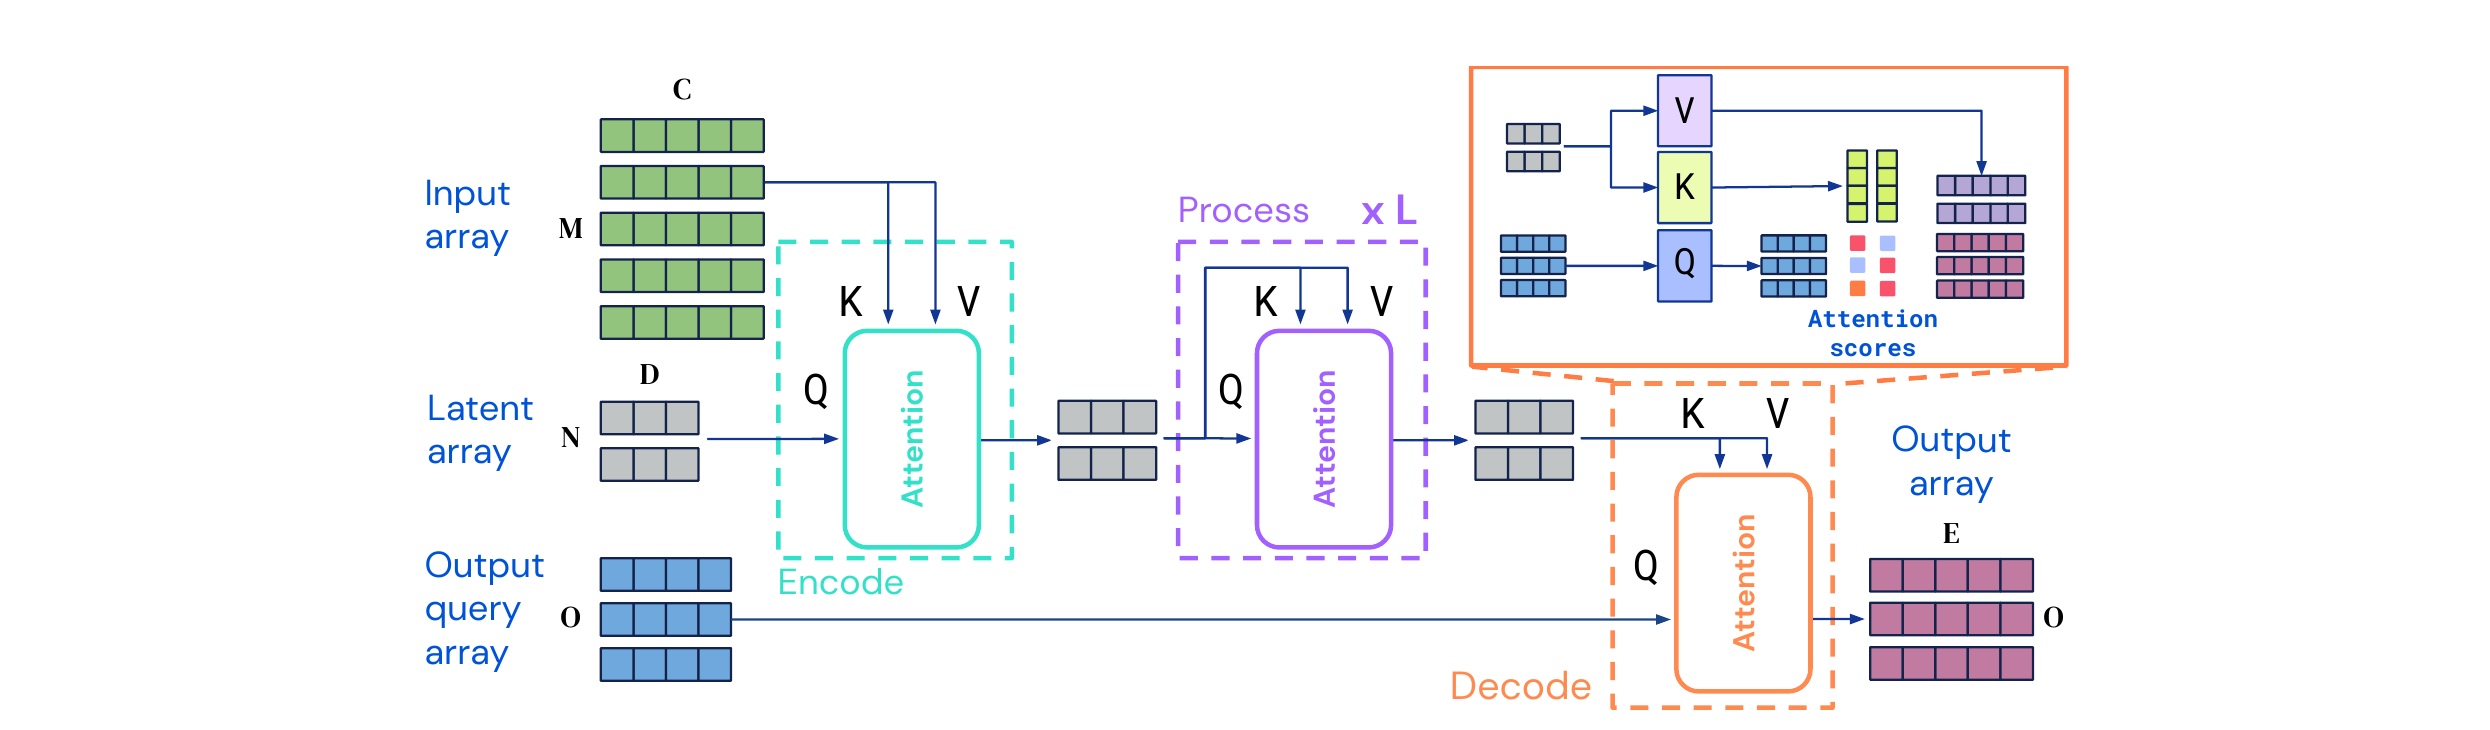 C
Input
array
M
D
Latent
array
N
Output
query
array
O
K V
Q
Attention
Encode
Process x L
K V
Q
Attention
V
K
Q
Attention
scores
K V
Q
Attention
Decode
Output
array
E
O